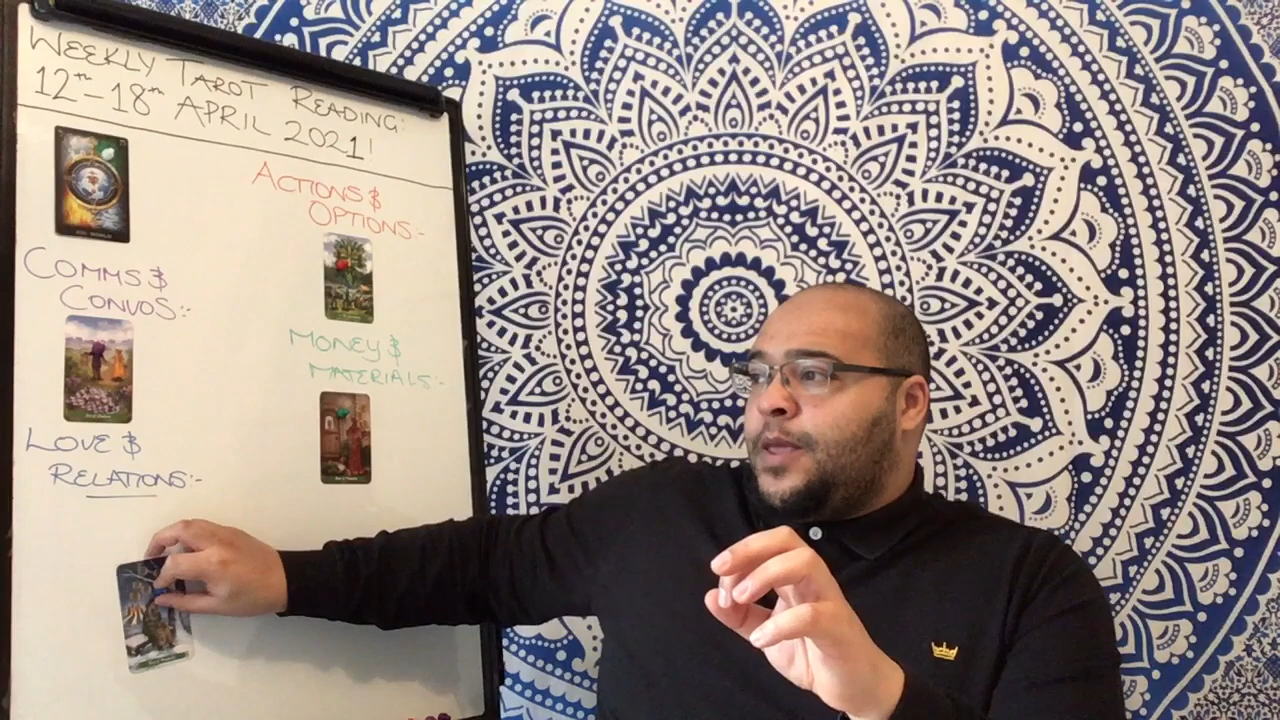 WEEKLY TAROT READING:
12TH-18TH APRIL 2021!
ACTIONS &
OPTIONS:-
COMMS &
CONVOS:-
MONEY &
MATERIALS:-
LOVE &
RELATIONS:-